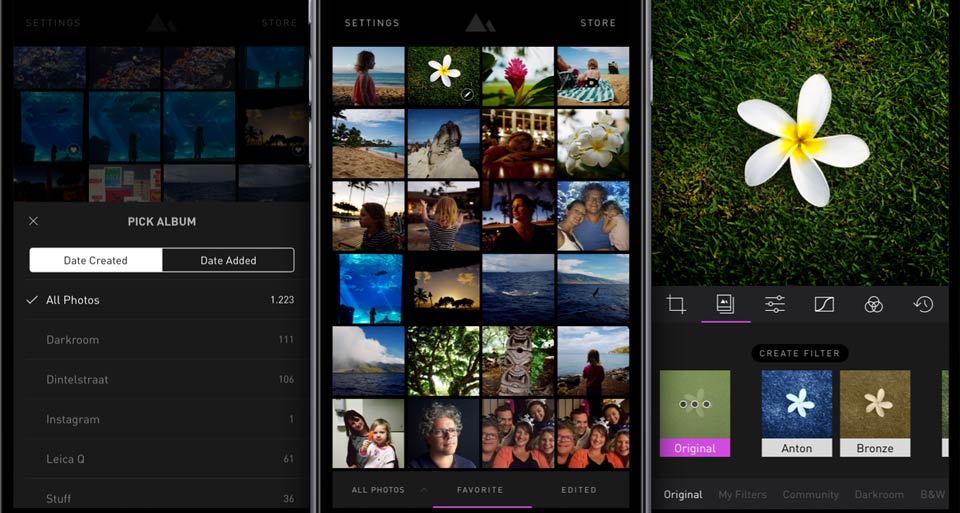 SETTINGS
STORE
PICK ALBUM
Date Created
Date Added
All Photos 1.223
Darkroom 111
Dintelstraat 106
Instagram 1
Leica Q 61
Stuff 36
SETTINGS
STORE
ALL PHOTOS
FAVORITE
EDITED
CREATE FILTER
Original
Anton
Bronze
Original
My Filters
Community
Darkroom
B&W